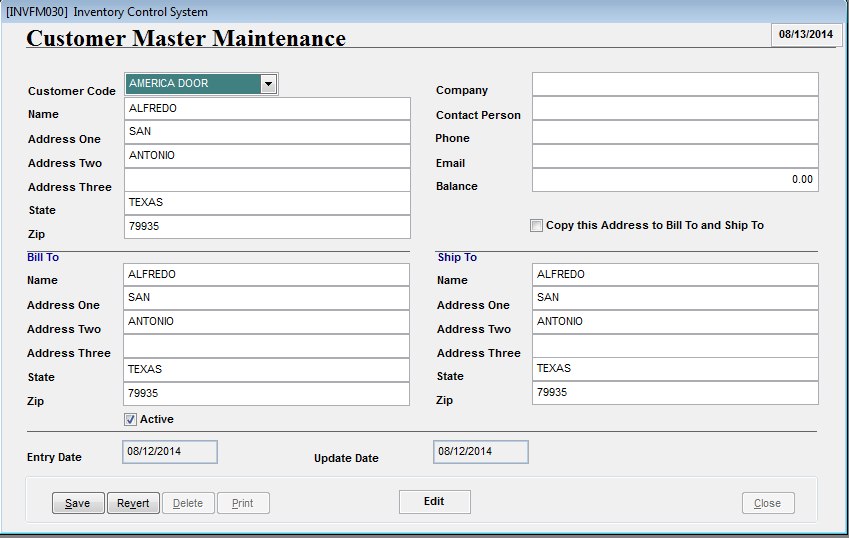 [INVFM030] Inventory Control System
Customer Master Maintenance
08/13/2014
Customer Code AMERICA DOOR
Name ALFREDO
Address One SAN
Address Two ANTONIO
Address Three
State TEXAS
Zip 79935
Company
Contact Person
Phone
Email
Balance 0.00
Copy this Address to Bill To and Ship To
Bill To
Name ALFREDO
Address One SAN
Address Two ANTONIO
Address Three
State TEXAS
Zip 79935
Active
Ship To
Name ALFREDO
Address One SAN
Address Two ANTONIO
Address Three
State TEXAS
Zip 79935
Entry Date 08/12/2014 Update Date 08/12/2014
Save Revert Delete Print Edit Close